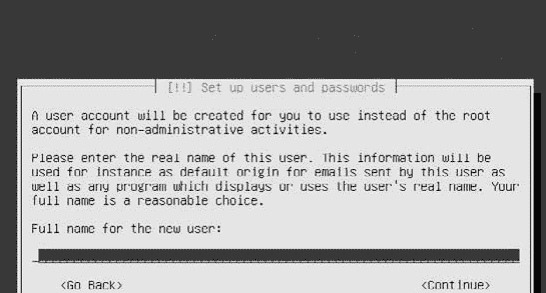 [!!] Set up users and passwords
A user account will be created for you to use instead of the root
account for non-administrative activities.
Please enter the real name of this user. This information will be
used for instance as default origin for emails sent by this user as
well as any program which displays or uses the user's real name. Your
full name is a reasonable choice.
Full name for the new user:
<Go Back> <Continue>